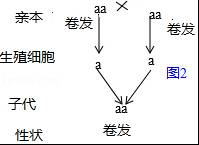 亲本 aa × aa
卷发 卷发
生殖细胞 a a
图2
子代 aa
性状 卷发